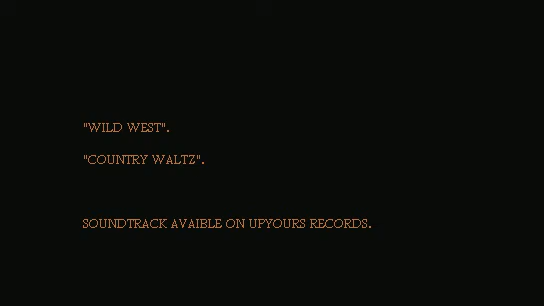 "WILD WEST".
"COUNTRY WALTZ".
SOUNDTRACK AVAIBLE ON UPYOURS RECORDS.